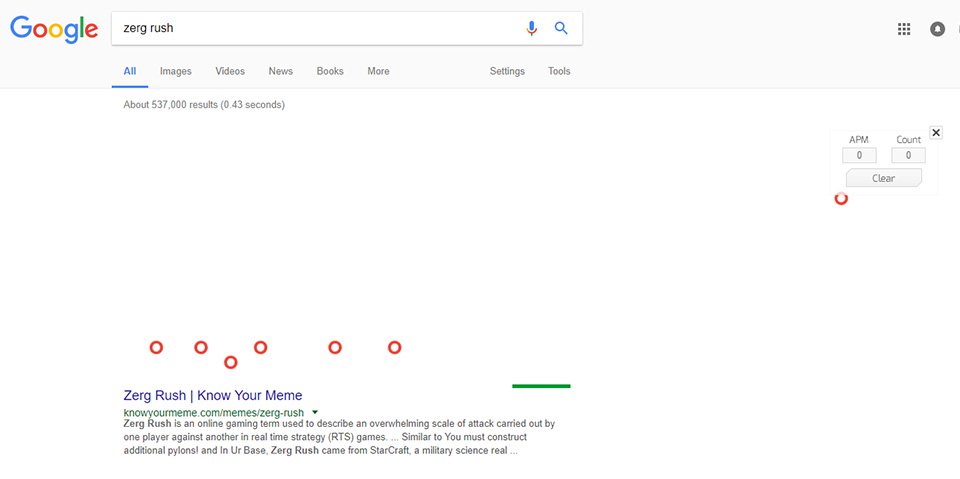 Google
zerg rush
All Images Videos News Books More Settings Tools
About 537,000 results (0.43 seconds)
APM Count
0 0
Clear
Zerg Rush | Know Your Meme
knowyourmeme.com/memes/zerg-rush
Zerg Rush is an online gaming term used to describe an overwhelming scale of attack carried out by
one player against another in real time strategy (RTS) games. ... Similar to You must construct
additional pylons! and In Ur Base, Zerg Rush came from StarCraft, a military science real ...